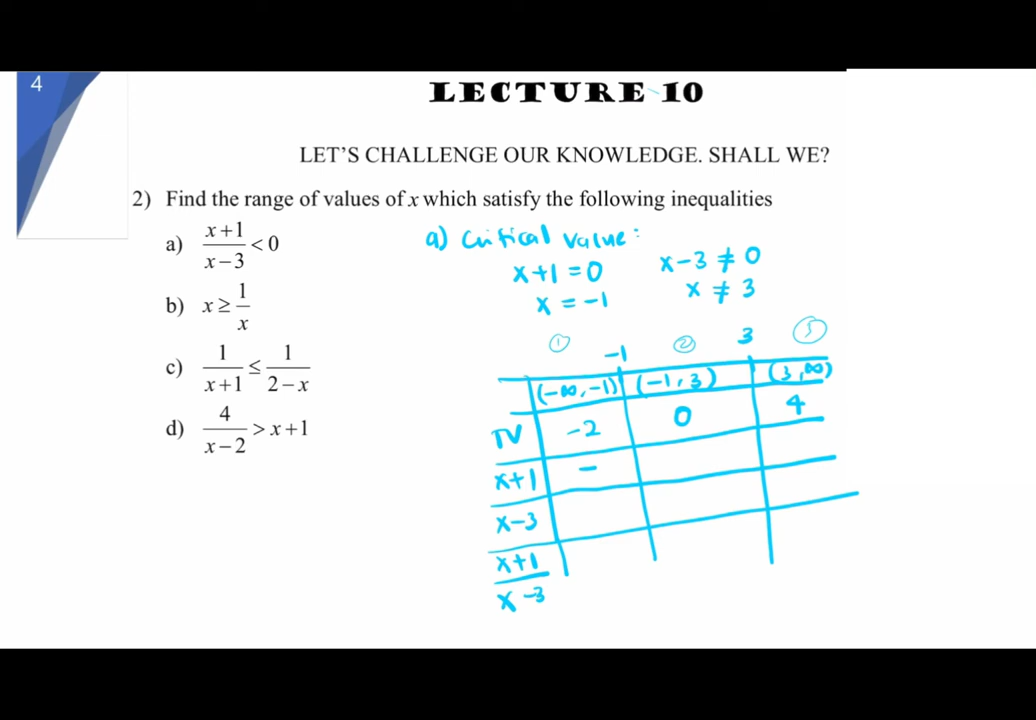 4
LECTURE 10
LET'S CHALLENGE OUR KNOWLEDGE. SHALL WE?
2) Find the range of values of x which satisfy the following inequalities
a) x+1/x−3 < 0
b) x ≥ 1/x
c) 1/x+1 ≤ 1/2−x
d) 4/x−2 > x+1
a) Critical value:
x+1 = 0
x = −1
x−3 ≠ 0
x ≠ 3
① ② ③
−1 3
(−∞, −1) (−1, 3) (3, ∞)
TV −2 0 4
x+1 −
x−3
x+1/x−3